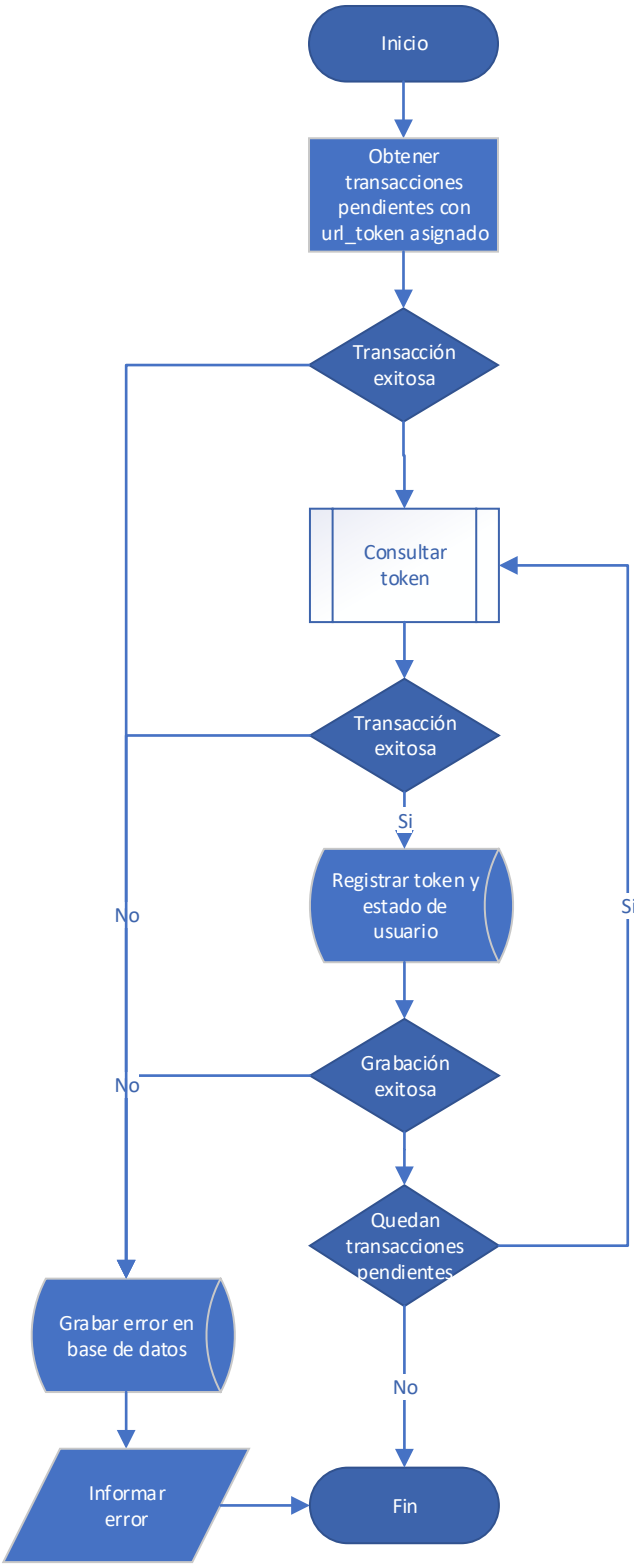 Inicio
Obtener
transacciones
pendientes con
url_token asignado
Transacción
exitosa
Consultar
token
Transacción
exitosa
Si
Registrar token y
estado de
usuario
No
Si
Grabación
exitosa
No
Quedan
transacciones
pendientes
Grabar error en
base de datos
No
Informar
error
Fin